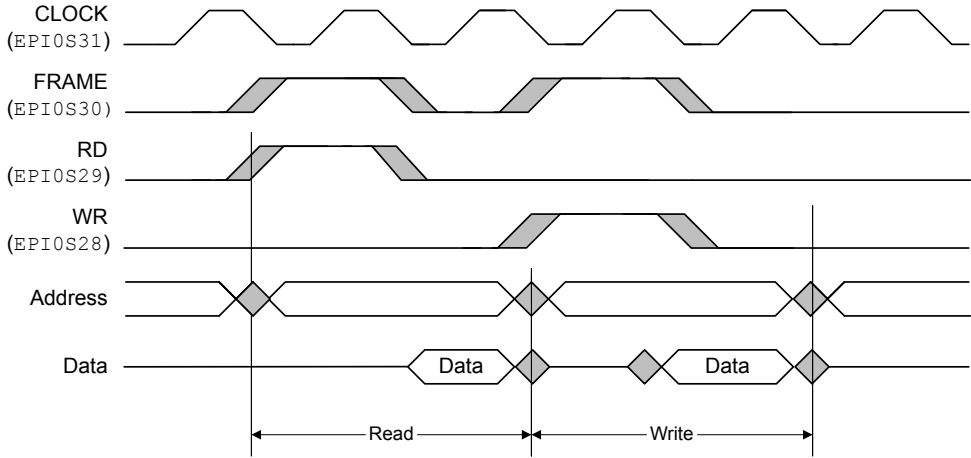 CLOCK
(EPI0S31)
FRAME
(EPI0S30)
RD
(EPI0S29)
WR
(EPI0S28)
Address
Data
Data
Data
Read
Write